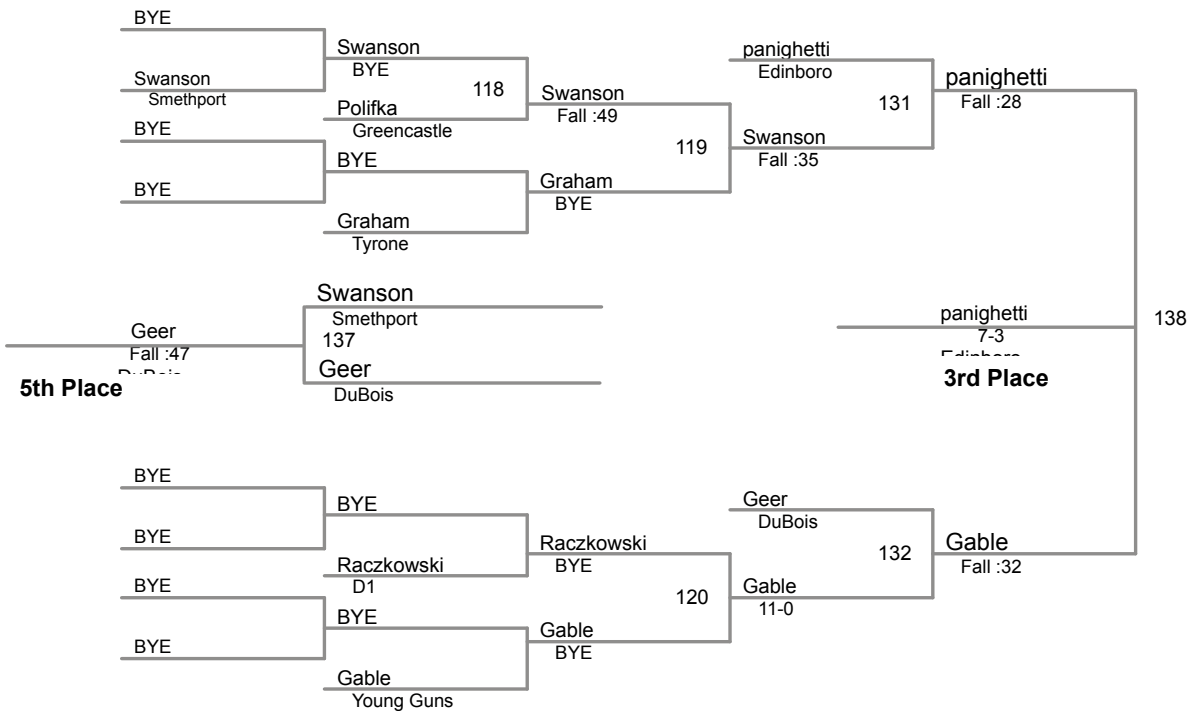 BYE
Swanson
BYE
Swanson
Smethport
118
Polifka
Greencastle
Swanson
Fall :49
BYE
BYE
BYE
Graham
Tyrone
Graham
BYE
119
panighetti
Edinboro
Swanson
Fall :35
131
panighetti
Fall :28
Swanson
Smethport
137
Geer
DuBois
Geer
Fall :47
DuBois
5th Place
panighetti
7-3
Edinboro
3rd Place
138
BYE
BYE
BYE
Raczkowski
D1
Raczkowski
BYE
BYE
BYE
BYE
Gable
Young Guns
Gable
BYE
120
Geer
DuBois
Gable
11-0
132
Gable
Fall :32